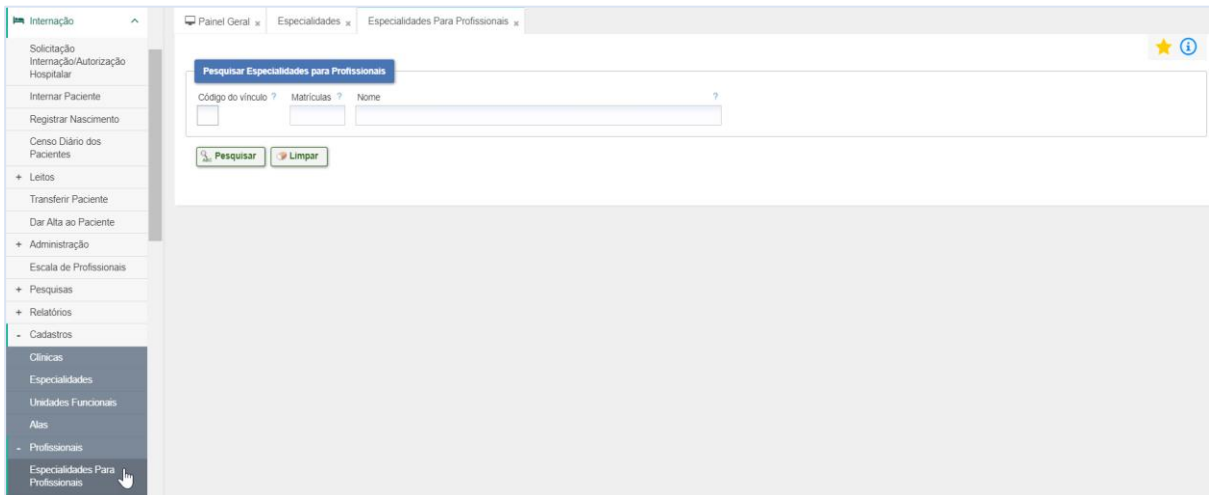 Internação
Solicitação
Internação/Autorização
Hospitalar
Internar Paciente
Registrar Nascimento
Censo Diário dos
Pacientes
+ Leitos
Transferir Paciente
Dar Alta ao Paciente
+ Administração
Escala de Profissionais
+ Pesquisas
+ Relatórios
- Cadastros
Clínicas
Especialidades
Unidades Funcionais
Alas
- Profissionais
Especialidades Para
Profissionais
Painel Geral x Especialidades x Especialidades Para Profissionais x
Pesquisar Especialidades para Profissionais
Código do vínculo ? Matrículas ? Nome ?
Pesquisar Limpar